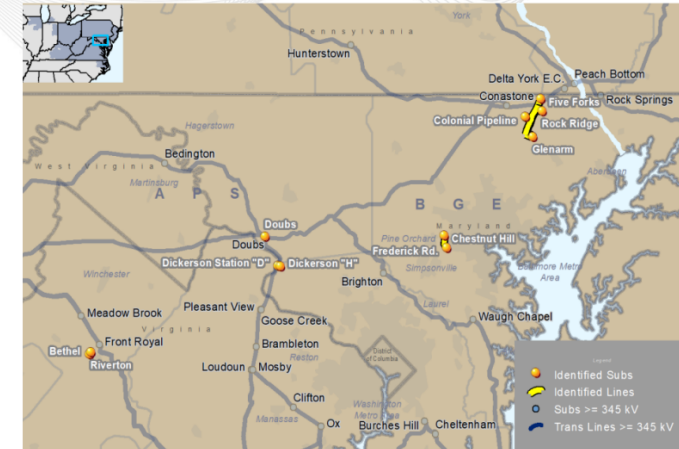 York
Pennsylvania
Hunterstown
Delta York E.C.
Peach Bottom
Conastone
Five Forks
Rock Springs
Colonial Pipeline
Rock Ridge
Hagerstown
Glenarm
Bedington
West Virginia
Martinsburg
Aberdeen
A P S
B G E
Maryland
Doubs
Doubs
Pine Orchard
Chestnut Hill
Frederick Rd.
Dickerson Station "D"
Dickerson "H"
Simpsonville
Baltimore Metro
Area
Winchester
Brighton
Meadow Brook
Pleasant View
Laurel
Goose Creek
Waugh Chapel
Virginia
Front Royal
Brambleton
District
of Columbia
Bethel
Riverton
Reston
Loudoun
Mosby
Clifton
Washington
Metro Area
Manassas
Ox
Burches Hill
Cheltenham
Legend
Identified Subs
Identified Lines
Subs >= 345 kV
Trans Lines >= 345 kV